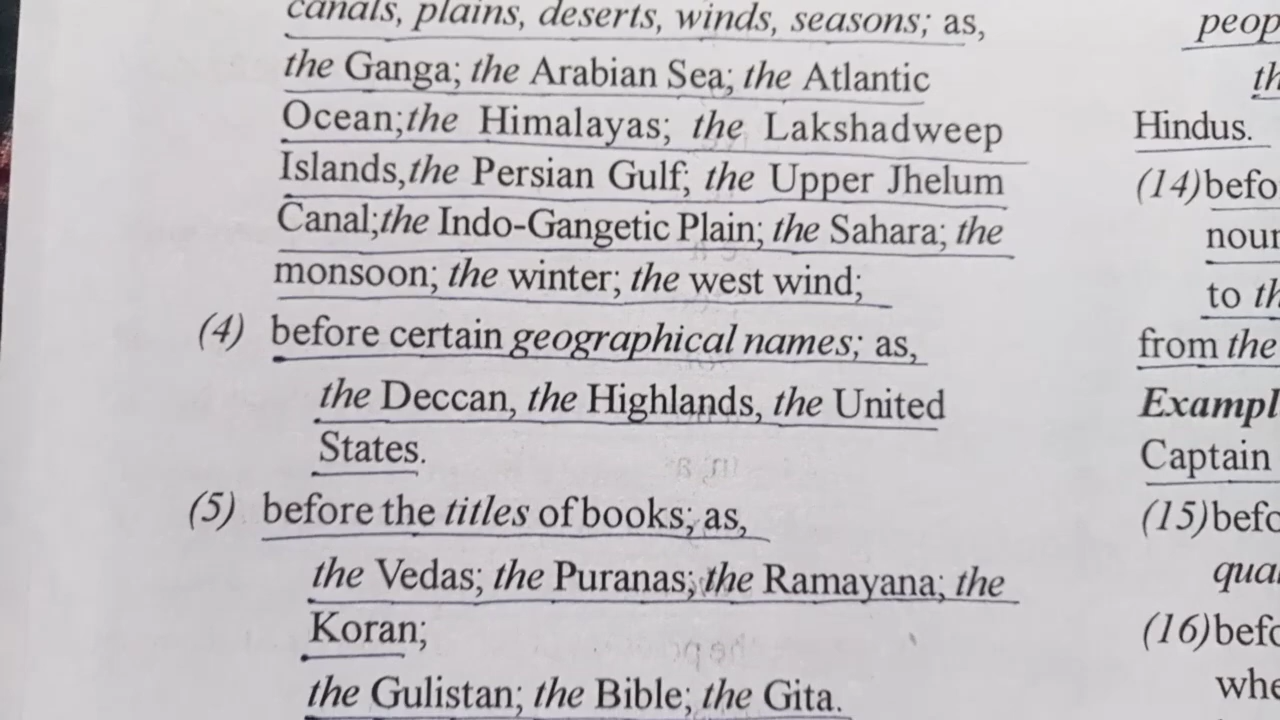 canals, plains, deserts, winds, seasons; as,
the Ganga; the Arabian Sea; the Atlantic
Ocean;the Himalayas; the Lakshadweep
Islands,the Persian Gulf; the Upper Jhelum
Canal;the Indo-Gangetic Plain; the Sahara; the
monsoon; the winter; the west wind;
(4) before certain geographical names; as,
the Deccan, the Highlands, the United
States.
(5) before the titles of books; as,
the Vedas; the Puranas; the Ramayana; the
Koran;
the Gulistan; the Bible; the Gita.
Hindus.
(14)
to
from the
Captain
(15)
(16)